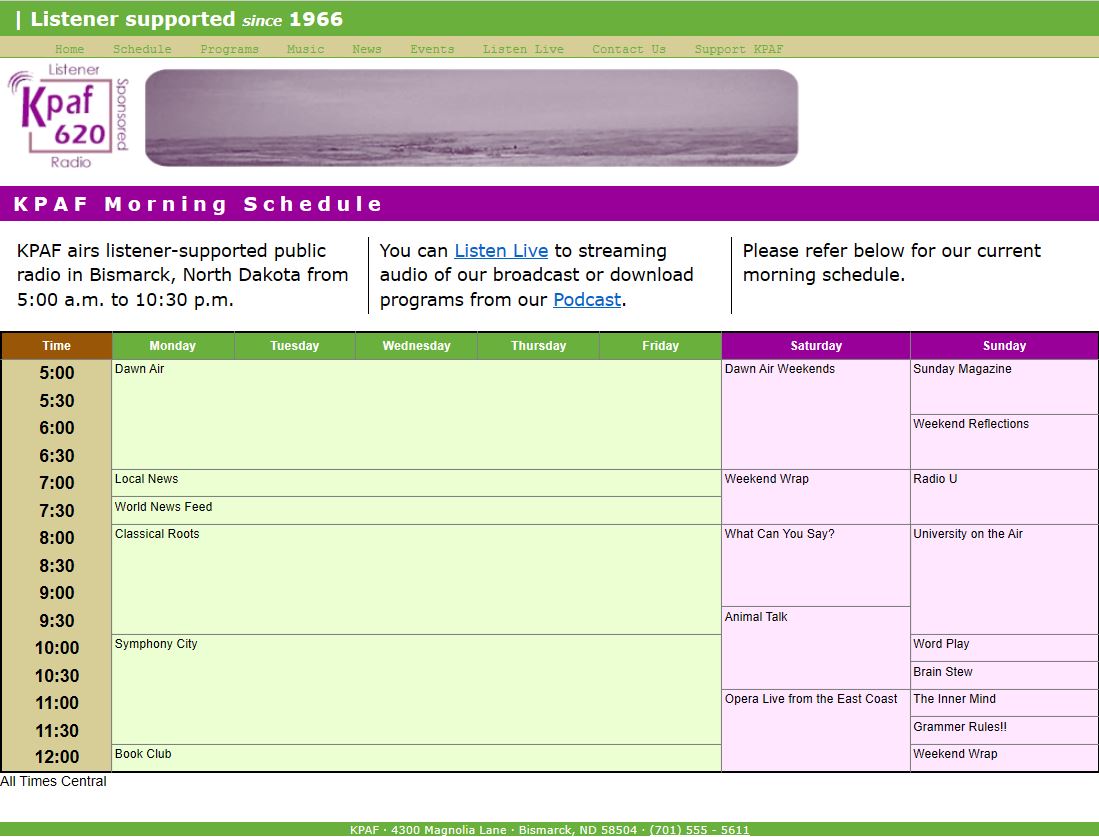 | Listener supported since 1966
Home Schedule Programs Music News Events Listen Live Contact Us Support KPAF
Listener
Kpaf
620
Sponsored
Radio
KPAF Morning Schedule
KPAF airs listener-supported public
radio in Bismarck, North Dakota from
5:00 a.m. to 10:30 p.m.
You can Listen Live to streaming
audio of our broadcast or download
programs from our Podcast.
Please refer below for our current
morning schedule.
Time Monday Tuesday Wednesday Thursday Friday Saturday Sunday
5:00 Dawn Air Dawn Air Weekends Sunday Magazine
5:30
6:00 Weekend Reflections
6:30
7:00 Local News Weekend Wrap Radio U
7:30 World News Feed
8:00 Classical Roots What Can You Say? University on the Air
8:30
9:00
9:30 Animal Talk
10:00 Symphony City Word Play
10:30 Brain Stew
11:00 Opera Live from the East Coast The Inner Mind
11:30 Grammer Rules!!
12:00 Book Club Weekend Wrap
All Times Central
KPAF · 4300 Magnolia Lane · Bismarck, ND 58504 · (701) 555 - 5611